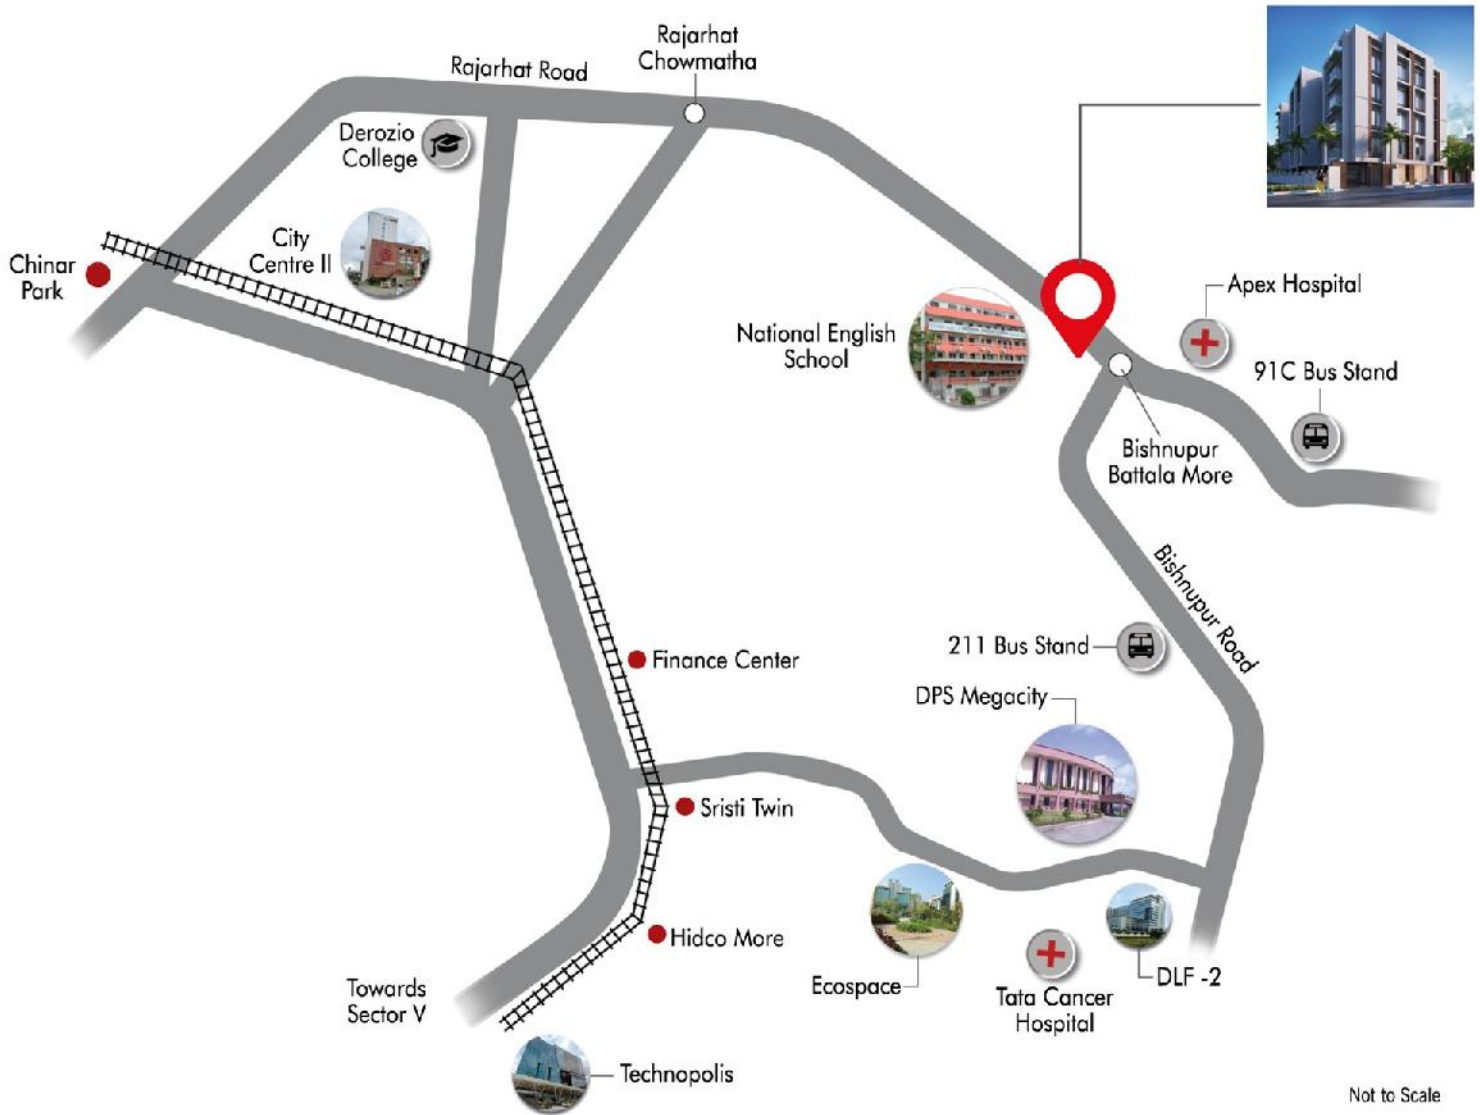 Rajarhat
Chowmatha
Rajarhat Road
Derozio
College
City
Centre II
Chinar
Park
National English
School
Apex Hospital
91C Bus Stand
Bishnupur
Battala More
Bishnupur Road
211 Bus Stand
DPS Megacity
Finance Center
Sristi Twin
Hidco More
Ecospace
Tata Cancer
Hospital
DLF -2
Towards
Sector V
Technopolis
Not to Scale